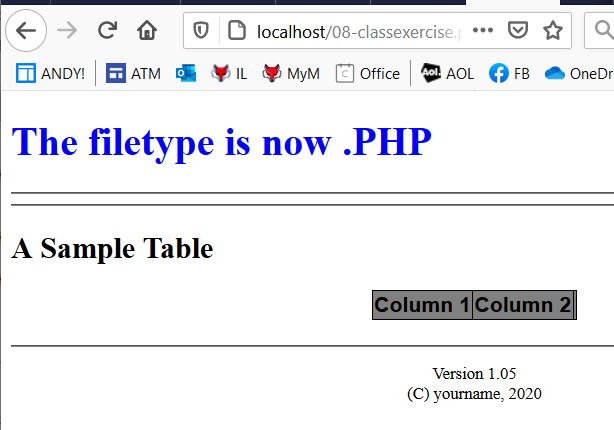 localhost/08-classexercise.p
ANDY! ATM IL MyM Office Aol. AOL FB OneDr
The filetype is now .PHP
A Sample Table
Column 1 Column 2
Version 1.05
(C) yourname, 2020